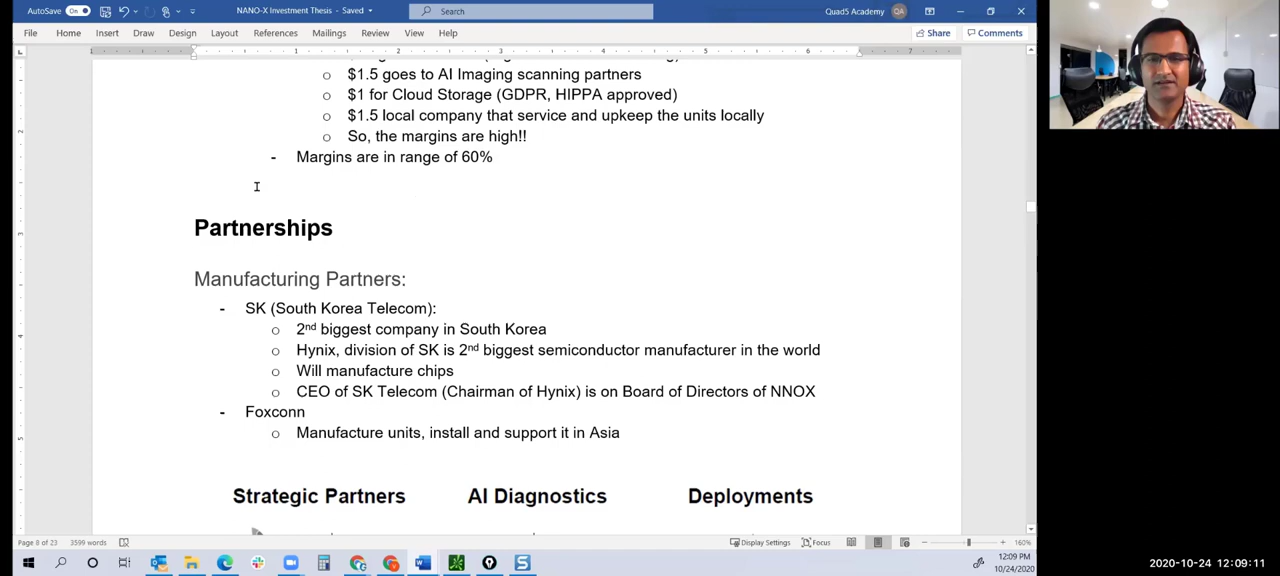 AutoSave On NANO-X Investment Thesis - Saved Search Quad5 Academy QA
File Home Insert Draw Design Layout References Mailings Review View Help Share Comments
$1.5 goes to AI Imaging scanning partners
$1 for Cloud Storage (GDPR, HIPPA approved)
$1.5 local company that service and upkeep the units locally
So, the margins are high!!
- Margins are in range of 60%
Partnerships
Manufacturing Partners:
- SK (South Korea Telecom):
2nd biggest company in South Korea
Hynix, division of SK is 2nd biggest semiconductor manufacturer in the world
Will manufacture chips
CEO of SK Telecom (Chairman of Hynix) is on Board of Directors of NNOX
- Foxconn
Manufacture units, install and support it in Asia
Strategic Partners AI Diagnostics Deployments
Page 8 of 23 3599 words Display Settings Focus 160%
12:09 PM
10/24/2020
2020-10-24 12:09:11